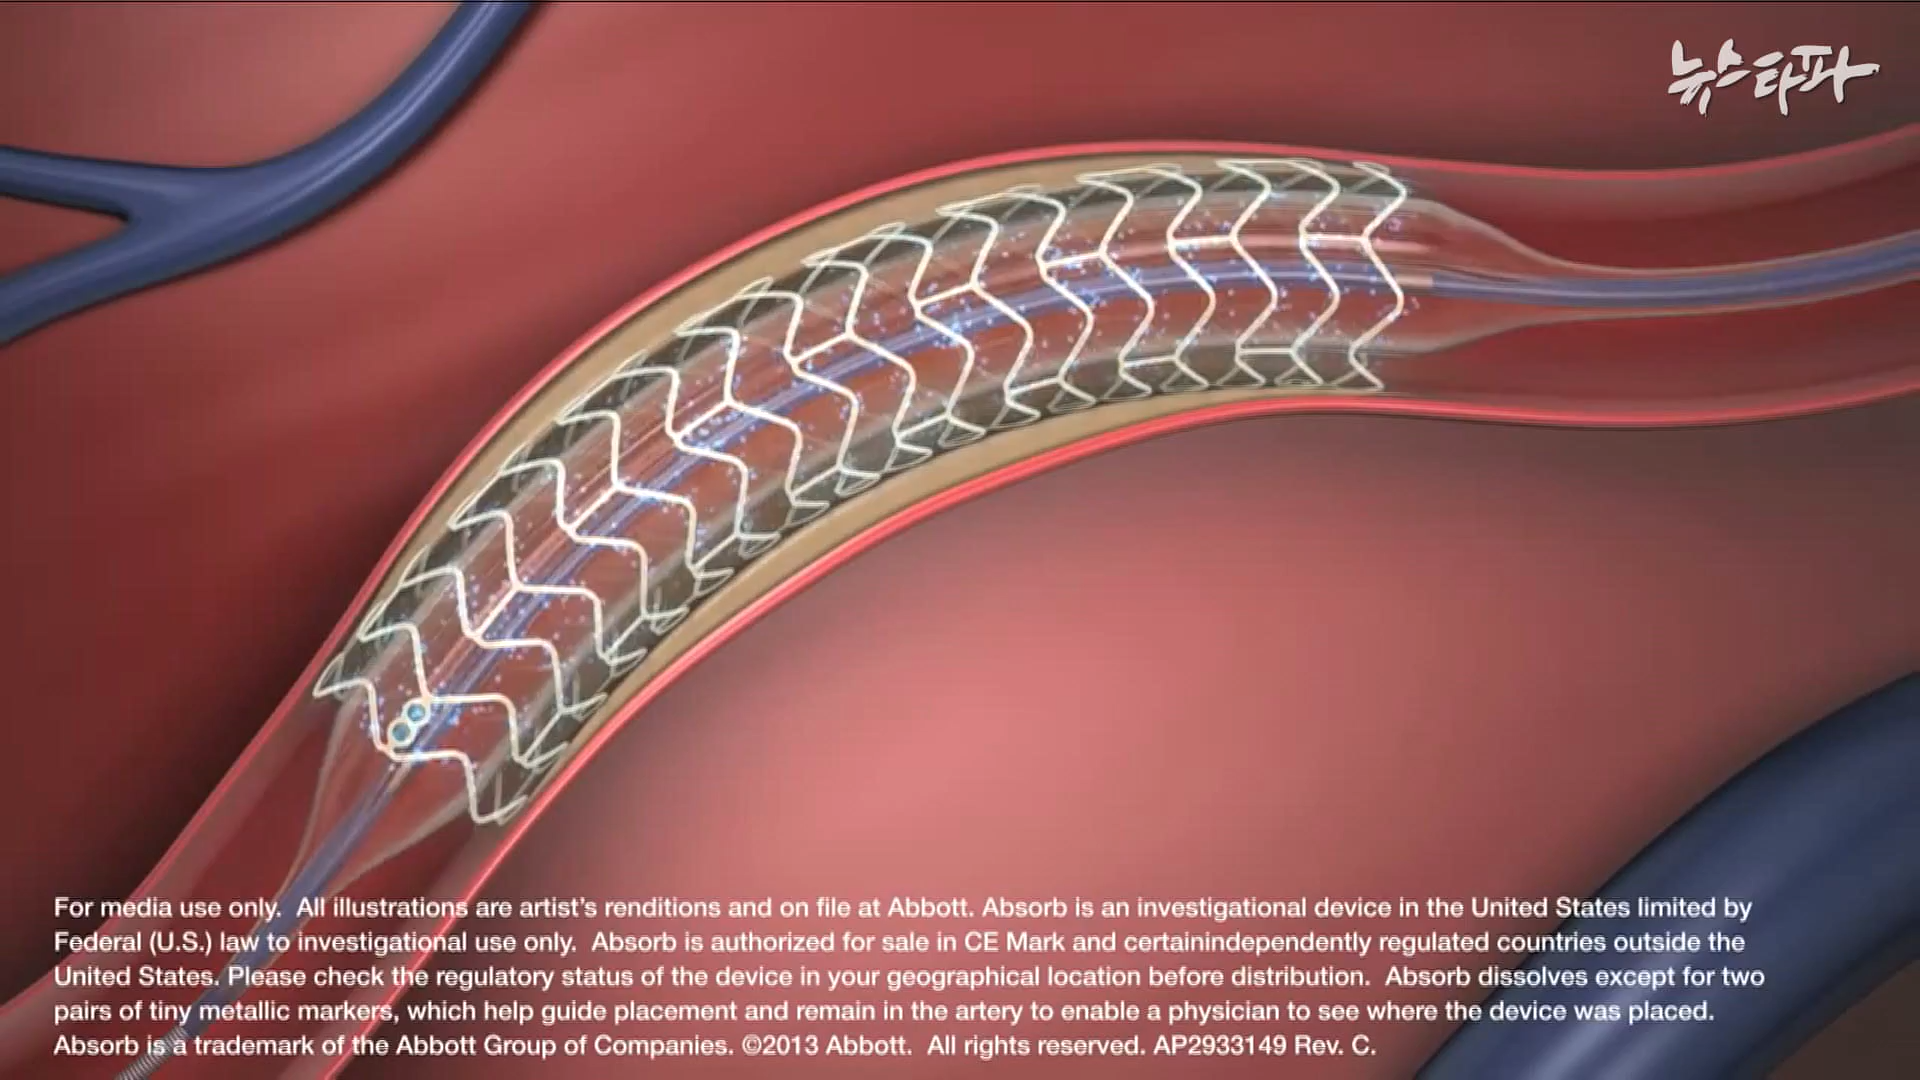 뉴스타파
For media use only.  All illustrations are artist's renditions and on file at Abbott. Absorb is an investigational device in the United States limited by
Federal (U.S.) law to investigational use only.  Absorb is authorized for sale in CE Mark and certainindependently regulated countries outside the
United States. Please check the regulatory status of the device in your geographical location before distribution.  Absorb dissolves except for two
pairs of tiny metallic markers, which help guide placement and remain in the artery to enable a physician to see where the device was placed.
Absorb is a trademark of the Abbott Group of Companies. ©2013 Abbott.  All rights reserved. AP2933149 Rev. C.